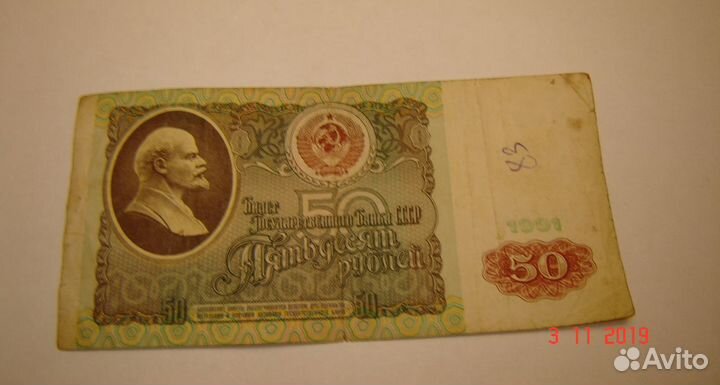 50
Билет
Государственного Банка СССР
Пятьдесят
рублей
50
50
83
1991
50
3 11 2019
Avito